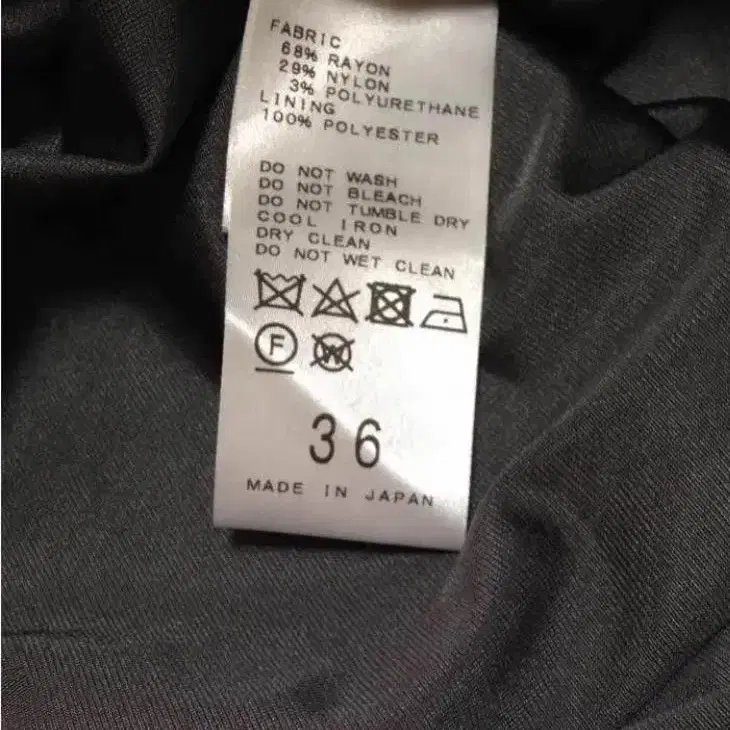 FABRIC
68% RAYON
29% NYLON
3% POLYURETHANE
LINING
100% POLYESTER
DO NOT WASH
DO NOT BLEACH
DO NOT TUMBLE DRY
COOL IRON
DRY CLEAN
DO NOT WET CLEAN
F W
36
MADE IN JAPAN